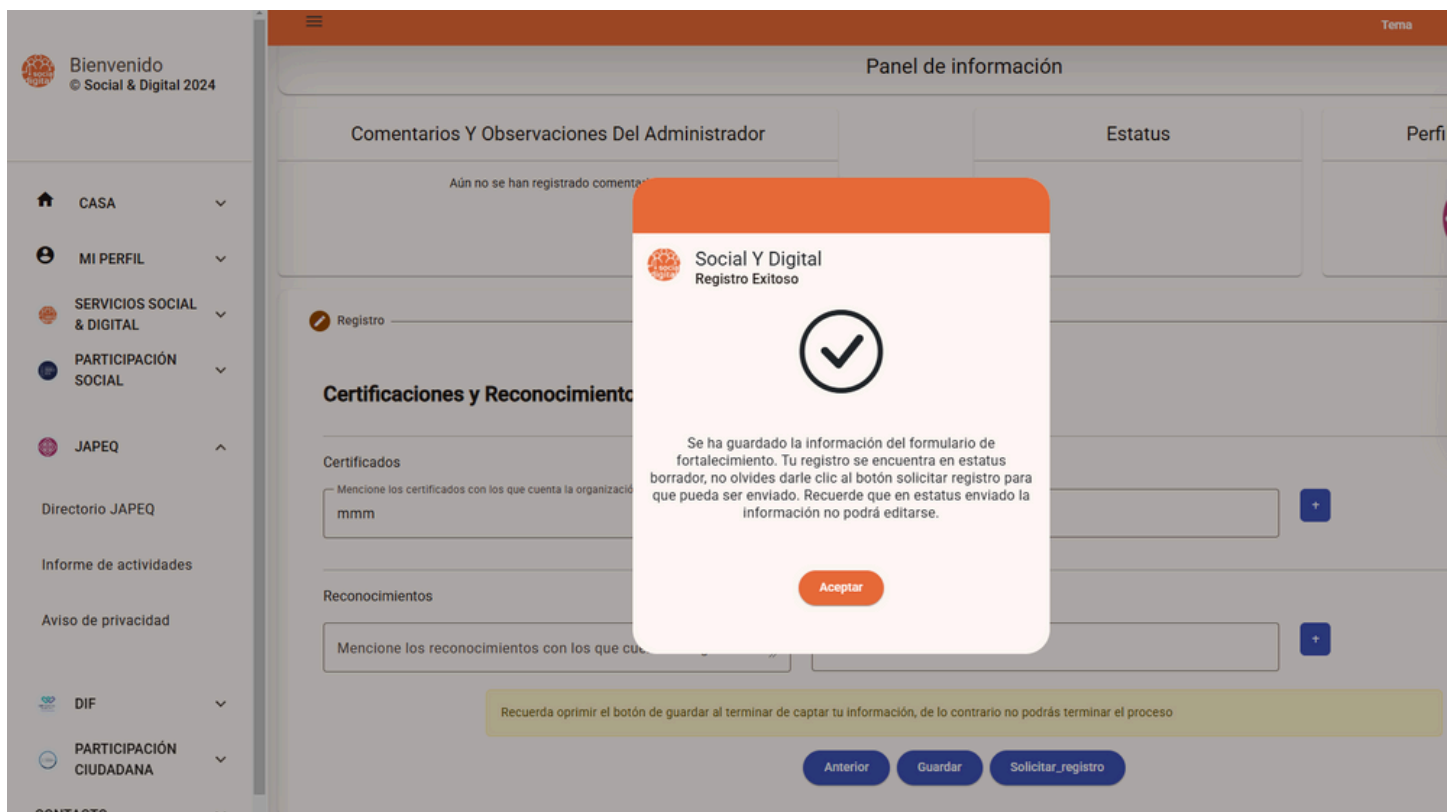 Tema
Bienvenido
© Social & Digital 2024
Panel de información
Comentarios Y Observaciones Del Administrador
Estatus
Perfi
Aún no se han registrado comenta
CASA
MI PERFIL
SERVICIOS SOCIAL
& DIGITAL
PARTICIPACIÓN
SOCIAL
JAPEQ
Directorio JAPEQ
Informe de actividades
Aviso de privacidad
DIF
PARTICIPACIÓN
CIUDADANA
Social Y Digital
Registro Exitoso
Se ha guardado la información del formulario de
fortalecimiento. Tu registro se encuentra en estatus
borrador, no olvides darle clic al botón solicitar registro para
que pueda ser enviado. Recuerde que en estatus enviado la
información no podrá editarse.
Aceptar
Registro
Certificaciones y Reconocimiento
Certificados
Mencione los certificados con los que cuenta la organizació
mmm
+
Reconocimientos
Mencione los reconocimientos con los que
+
Recuerda oprimir el botón de guardar al terminar de captar tu información, de lo contrario no podrás terminar el proceso
Anterior Guardar Solicitar_registro